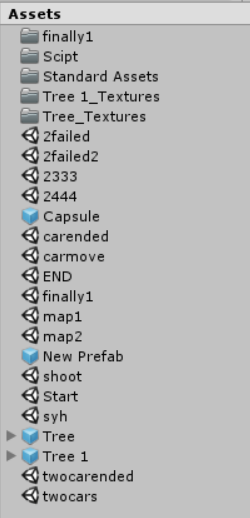 Assets
finally1
Scipt
Standard Assets
Tree 1_Textures
Tree_Textures
2failed
2failed2
2333
2444
Capsule
carended
carmove
END
finally1
map1
map2
New Prefab
shoot
Start
syh
Tree
Tree 1
twocarended
twocars